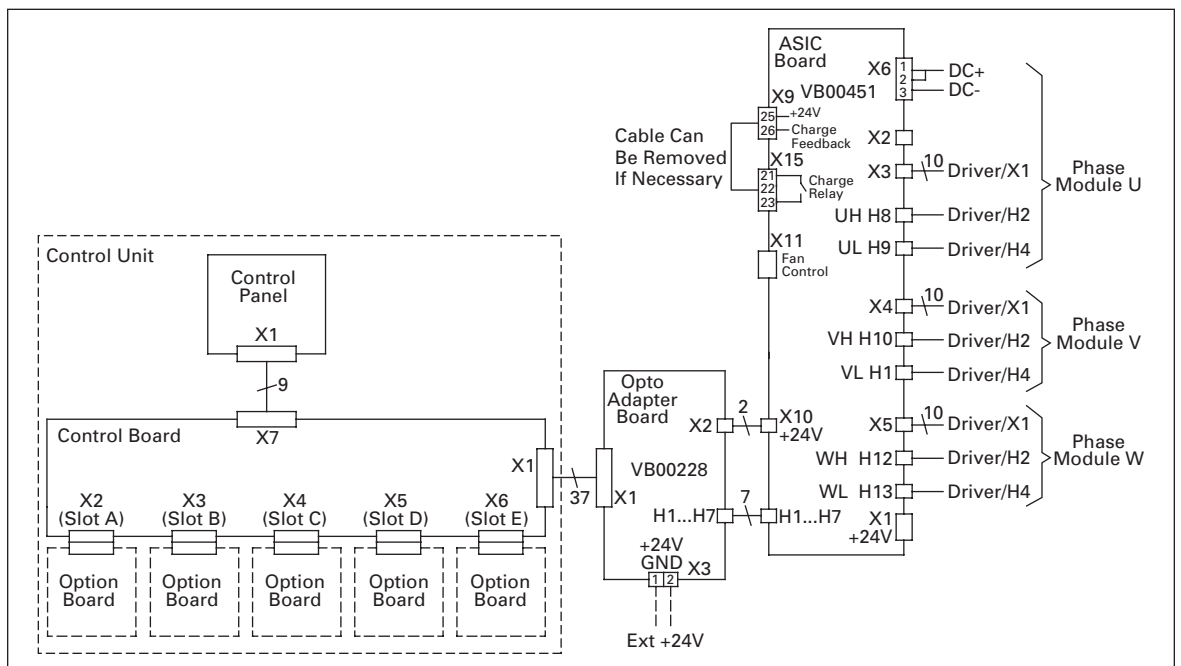 Control Unit
Control
Panel
X1
9
X7
Control Board
X1
37
X2
(Slot A)
X3
(Slot B)
X4
(Slot C)
X5
(Slot D)
X6
(Slot E)
Option
Board
Option
Board
Option
Board
Option
Board
Option
Board
Opto
Adapter
Board
X2
2
VB00228
X1
H1...H7
7
+24V
GND
1 2
X3
Ext +24V
ASIC
Board
VB00451
X6
1
2
3
DC+
DC-
X9
25
+24V
26
Charge
Feedback
Cable Can
Be Removed
If Necessary
X15
21
22
23
Charge
Relay
X11
Fan
Control
X10
+24V
H1...H7
X2
X3
10
Driver/X1
UH H8
Driver/H2
UL H9
Driver/H4
Phase
Module U
X4
10
Driver/X1
VH H10
Driver/H2
VL H1
Driver/H4
Phase
Module V
X5
10
Driver/X1
WH H12
Driver/H2
WL H13
Driver/H4
Phase
Module W
X1
+24V